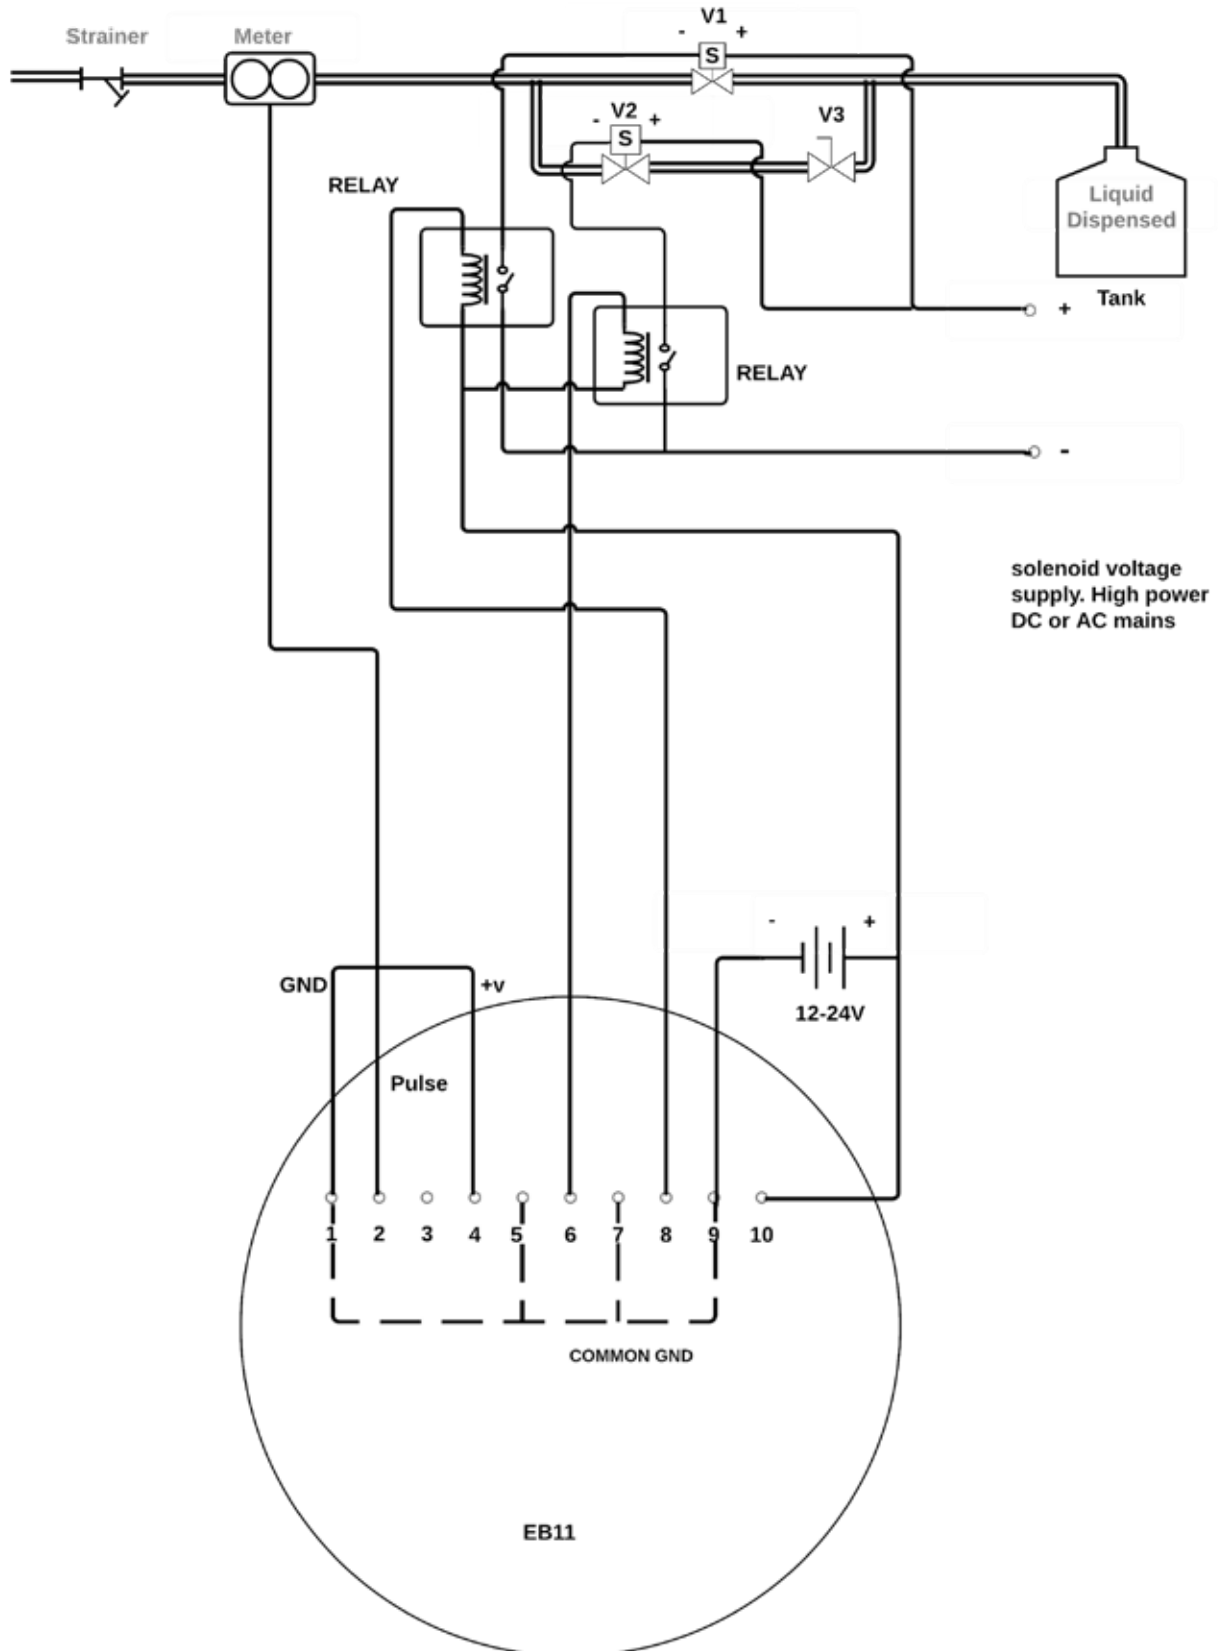 V1
- +
S
Strainer
Meter
V2
- +
S
V3
RELAY
Liquid
Dispensed
Tank
+
RELAY
-
solenoid voltage
supply. High power
DC or AC mains
- +
12-24V
GND
+v
Pulse
1 2 3 4 5 6 7 8 9 10
COMMON GND
EB11